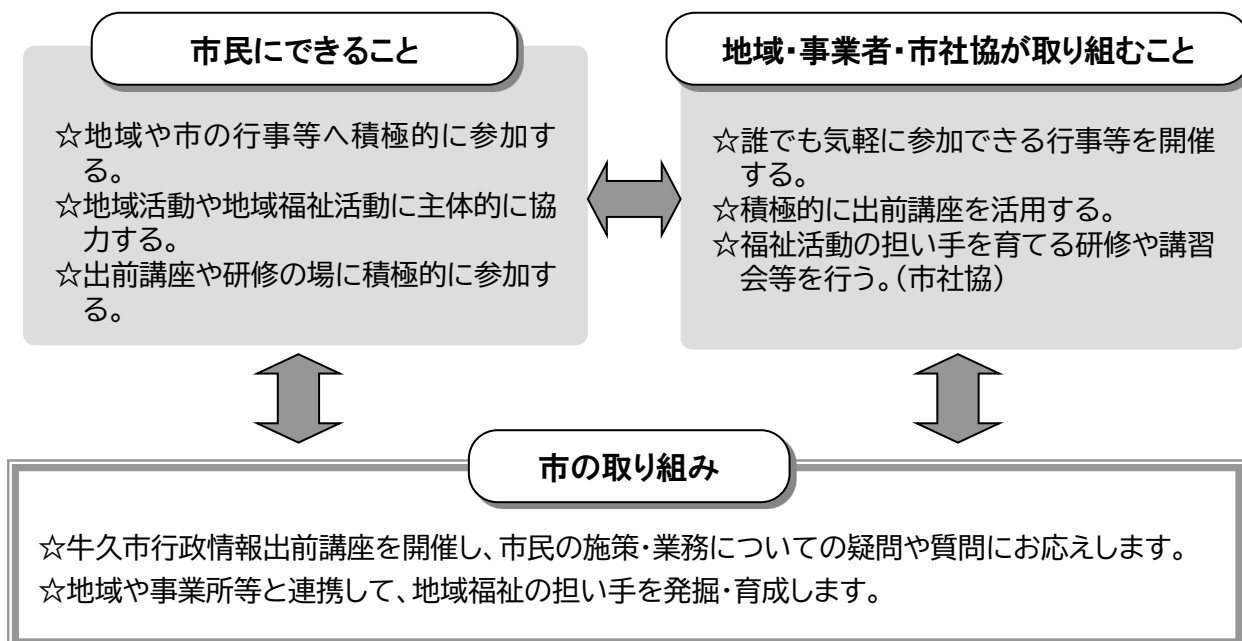 市民にできること
☆地域や市の行事等へ積極的に参加す
る。
☆地域活動や地域福祉活動に主体的に協
力する。
☆出前講座や研修の場に積極的に参加す
る。
地域・事業者・市社協が取り組むこと
☆誰でも気軽に参加できる行事等を開催
する。
☆積極的に出前講座を活用する。
☆福祉活動の担い手を育てる研修や講習
会等を行う。（市社協）
市の取り組み
☆牛久市行政情報出前講座を開催し、市民の施策・業務についての疑問や質問にお応えします。
☆地域や事業所等と連携して、地域福祉の担い手を発掘・育成します。